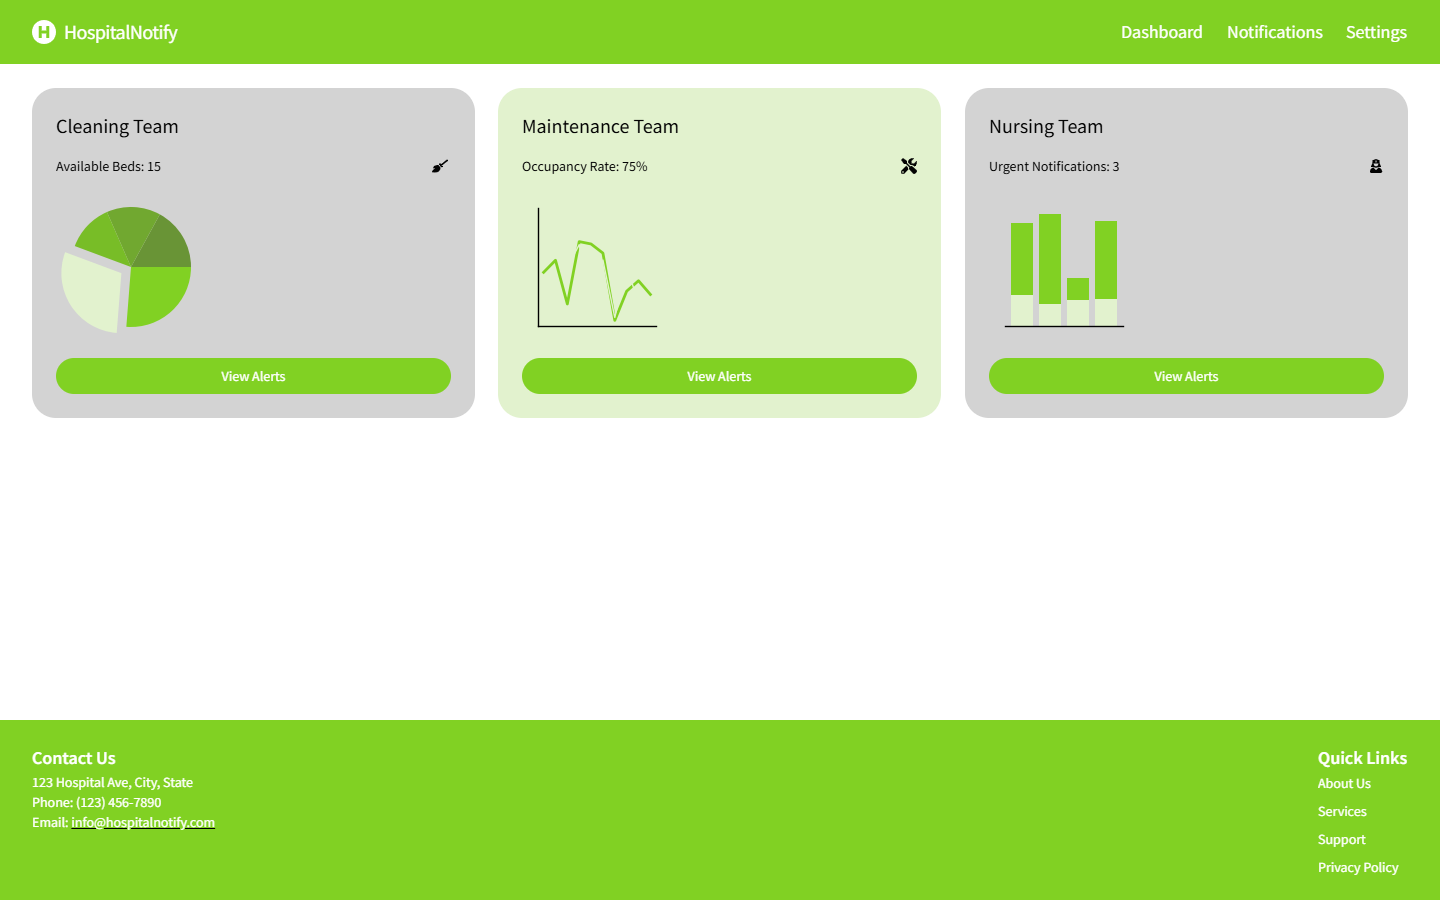 H HospitalNotify
Dashboard Notifications Settings
Cleaning Team
Available Beds: 15
View Alerts
Maintenance Team
Occupancy Rate: 75%
View Alerts
Nursing Team
Urgent Notifications: 3
View Alerts
Contact Us
123 Hospital Ave, City, State
Phone: (123) 456-7890
Email: info@hospitalnotify.com
Quick Links
About Us
Services
Support
Privacy Policy